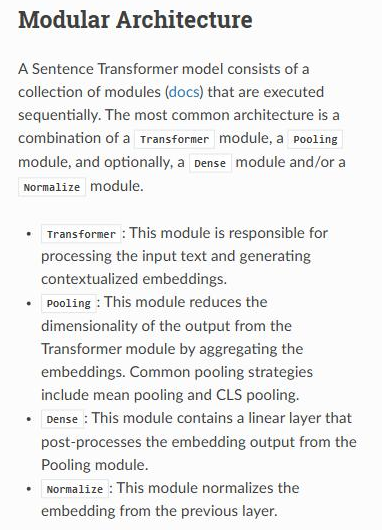 Modular Architecture
A Sentence Transformer model consists of a
collection of modules (docs) that are executed
sequentially. The most common architecture is a
combination of a Transformer module, a Pooling
module, and optionally, a Dense module and/or a
Normalize module.
• Transformer : This module is responsible for
processing the input text and generating
contextualized embeddings.
• Pooling : This module reduces the
dimensionality of the output from the
Transformer module by aggregating the
embeddings. Common pooling strategies
include mean pooling and CLS pooling.
• Dense : This module contains a linear layer that
post-processes the embedding output from the
Pooling module.
• Normalize : This module normalizes the
embedding from the previous layer.